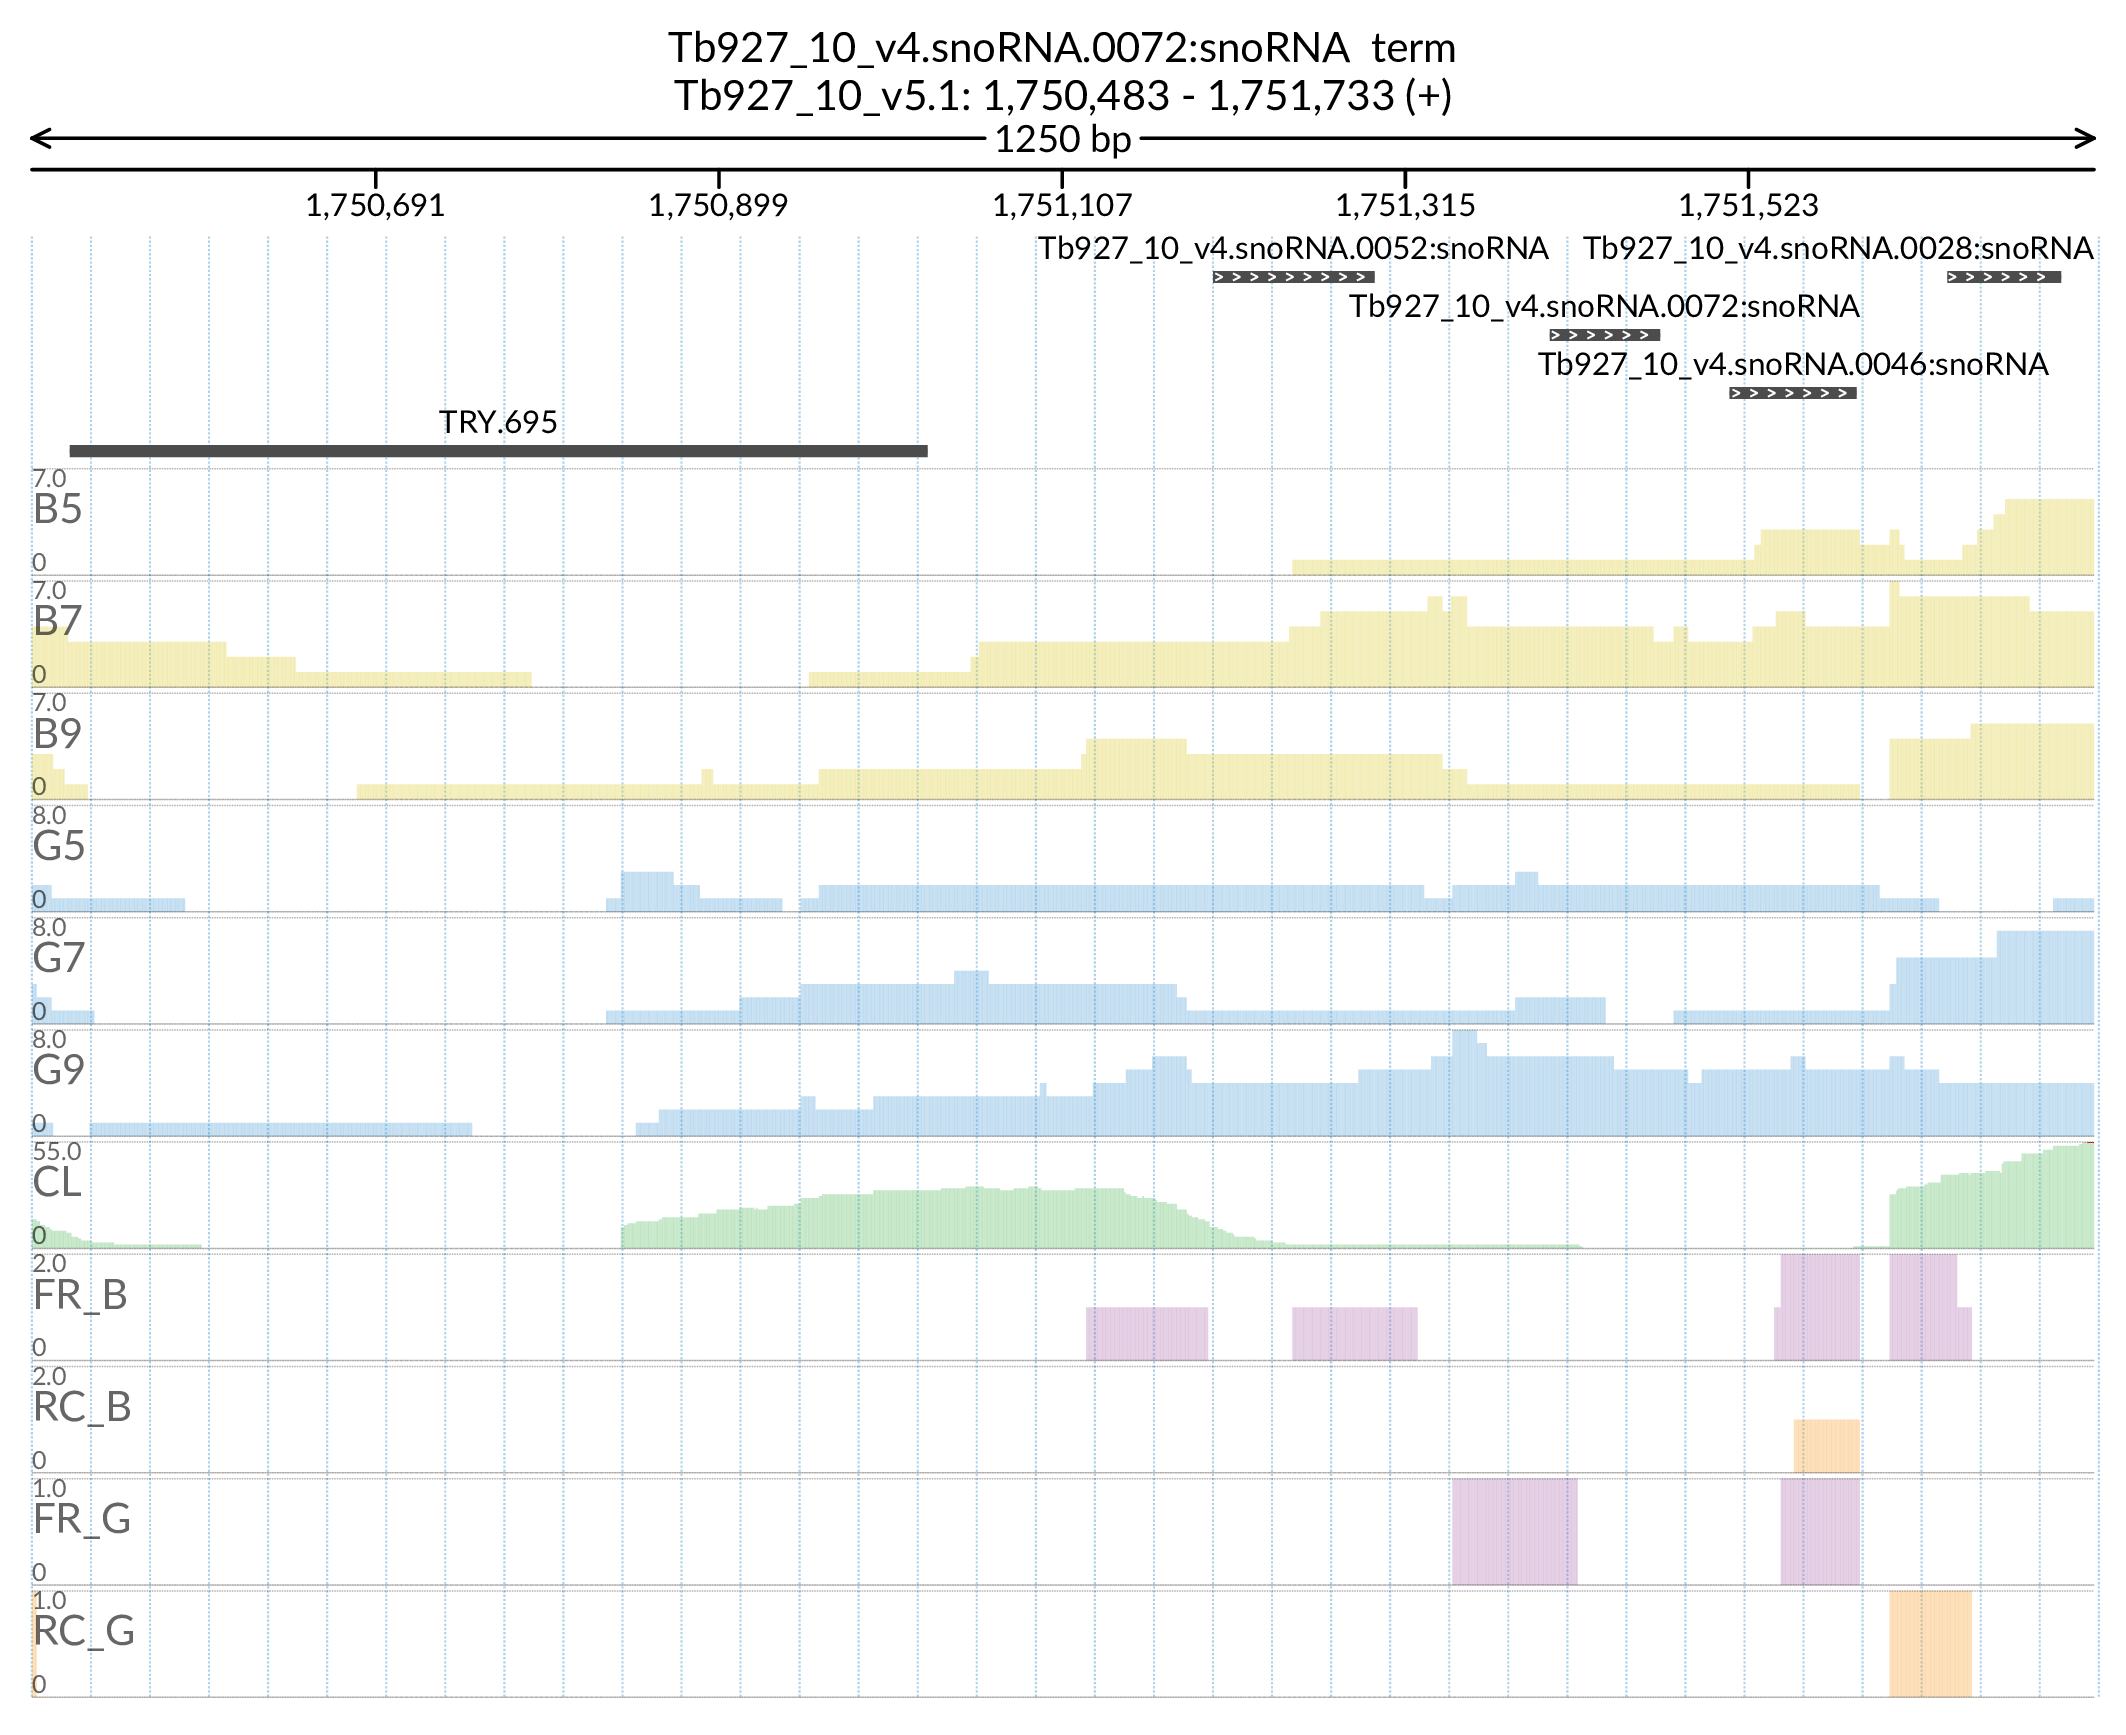 Tb927_10_v4.snoRNA.0072:snoRNA term
Tb927_10_v5.1: 1,750,483 - 1,751,733 (+)
1250 bp
1,750,691 1,750,899 1,751,107 1,751,315 1,751,523
Tb927_10_v4.snoRNA.0052:snoRNA Tb927_10_v4.snoRNA.0028:snoRNA
Tb927_10_v4.snoRNA.0072:snoRNA
Tb927_10_v4.snoRNA.0046:snoRNA
TRY.695
7.0
B5
0
7.0
B7
0
7.0
B9
0
8.0
G5
0
8.0
G7
0
8.0
G9
0
55.0
CL
0
2.0
FR_B
0
2.0
RC_B
0
1.0
FR_G
0
1.0
RC_G
0